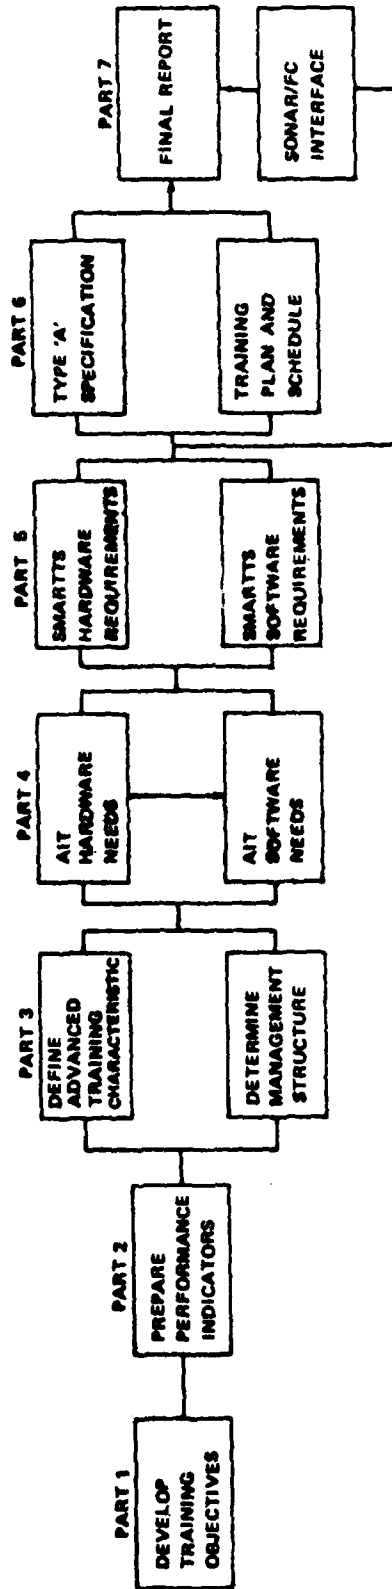 PART 1
DEVELOP
TRAINING
OBJECTIVES
PART 2
PREPARE
PERFORMANCE
INDICATORS
PART 3
DEFINE
ADVANCED
TRAINING
CHARACTERISTIC
DETERMINE
MANAGEMENT
STRUCTURE
PART 4
AIT
HARDWARE
NEEDS
AIT
SOFTWARE
NEEDS
PART 5
SMARTTS
HARDWARE
REQUIREMENTS
SMARTTS
SOFTWARE
REQUIREMENTS
PART 6
TYPE 'A'
SPECIFICATION
TRAINING
PLAN AND
SCHEDULE
PART 7
FINAL REPORT
SONAR/FC
INTERFACE